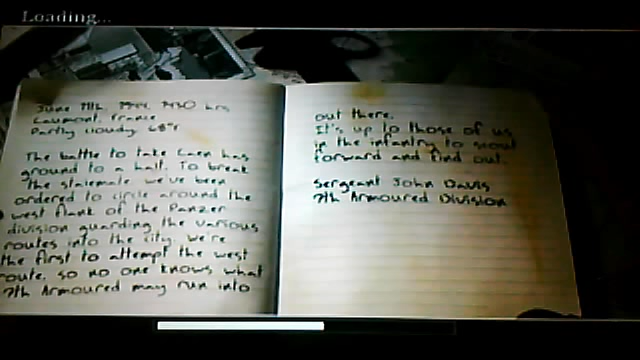 Loading...
June 11th, 1944, 1430 hrs
Caumont, France
Partly cloudy 68°F
The battle to take Caen has
ground to a halt. To break
the stalemate, we've been
ordered to circle around the
west flank of the Panzer
division guarding the various
routes into the city. We're
the first to attempt the west
route, so no one knows what
7th Armoured may run into
out there.
It's up to those of us
in the infantry to scout
forward and find out.
Sergeant John Davis
7th Armoured Division